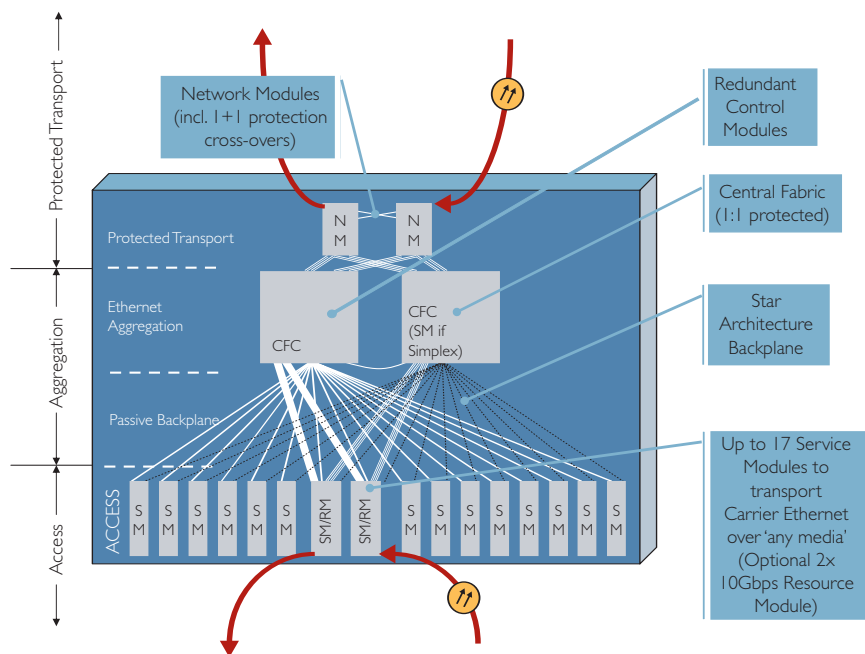 Protected Transport
Aggregation
Access
Network Modules
(incl. 1+1 protection
cross-overs)
Redundant
Control
Modules
Central Fabric
(1:1 protected)
Star
Architecture
Backplane
Up to 17 Service
Modules to
transport
Carrier Ethernet
over ‘any media’
(Optional 2x
10Gbps Resource
Module)
Protected Transport
N
M
N
M
Ethernet
Aggregation
CFC
CFC
(SM if
Simplex)
Passive Backplane
ACCESS
S
M
S
M
S
M
S
M
S
M
S
M
SM/RM
SM/RM
S
M
S
M
S
M
S
M
S
M
S
M
S
M